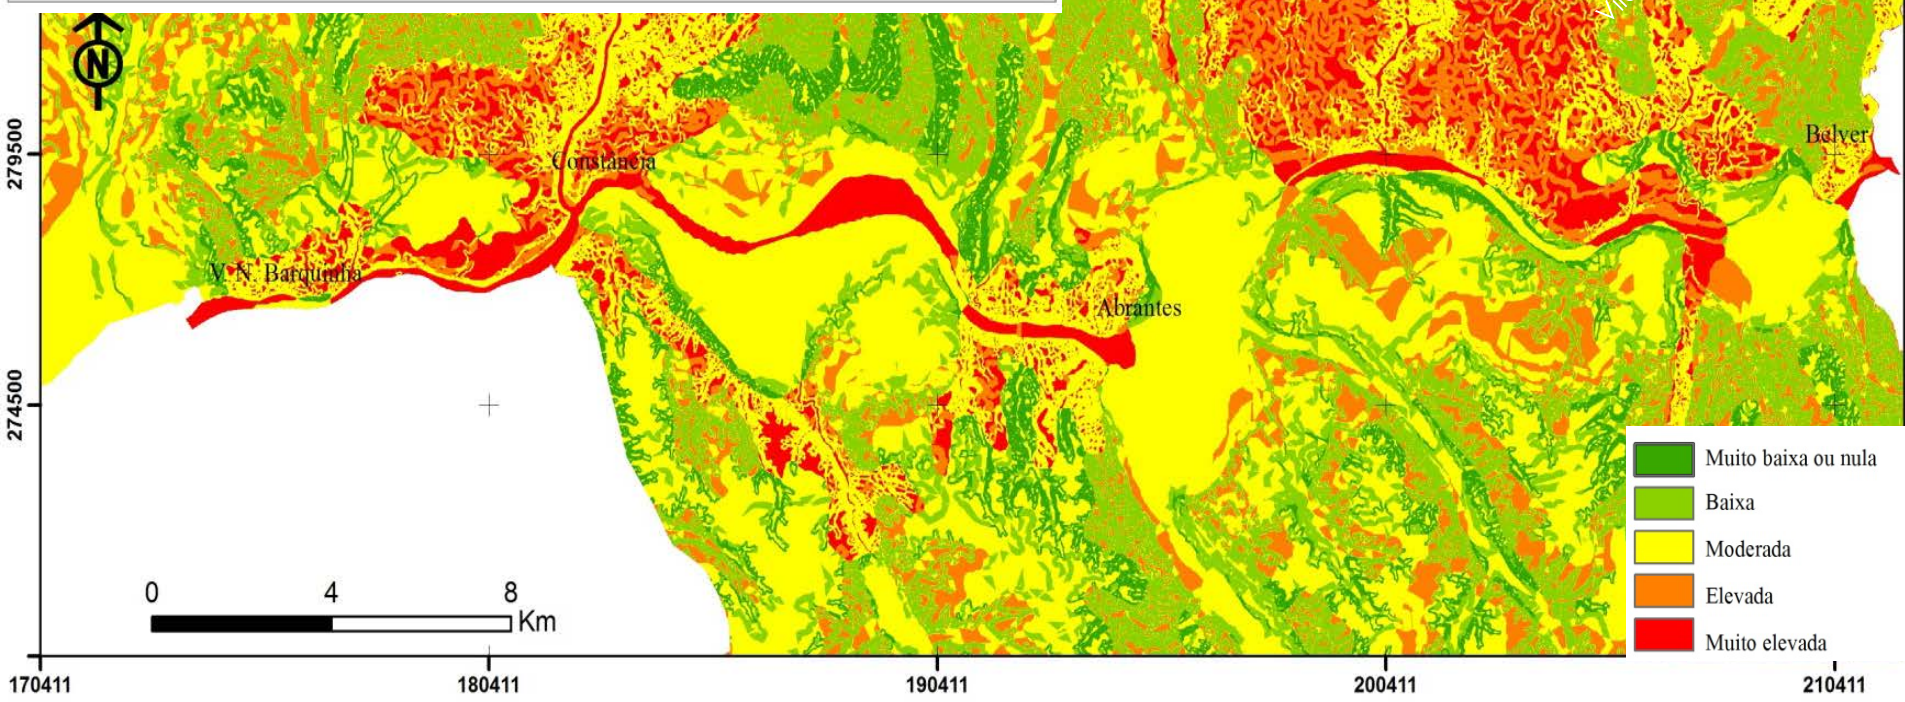 N
279500
274500
Constância
Belver
V. N. Barquinha
Abrantes
0 4 8
Km
170411 180411 190411 200411 210411
Muito baixa ou nula
Baixa
Moderada
Elevada
Muito elevada